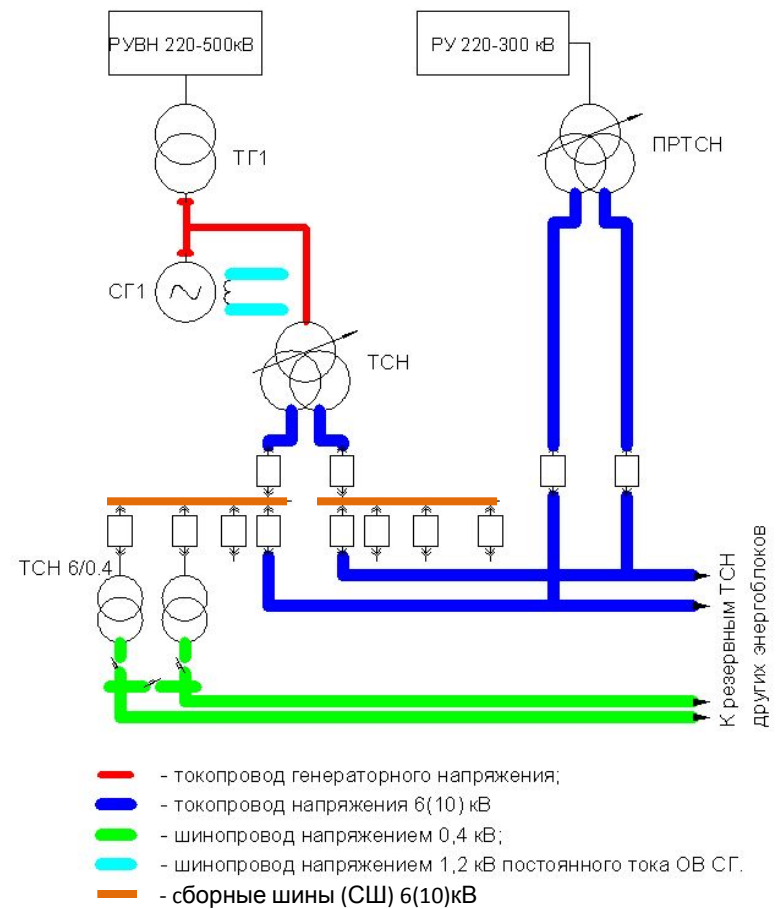 РУВН 220-500кВ
РУ 220-300 кВ
ТГ1
ПРТСН
СГ1
ТСН
ТСН 6/0.4
К резервным ТСН
других энергоблоков
- токопровод генераторного напряжения;
- токопровод напряжения 6(10) кВ
- шинопровод напряжением 0,4 кВ;
- шинопровод напряжением 1,2 кВ постоянного тока ОВ СГ.
- сборные шины (СШ) 6(10)кВ